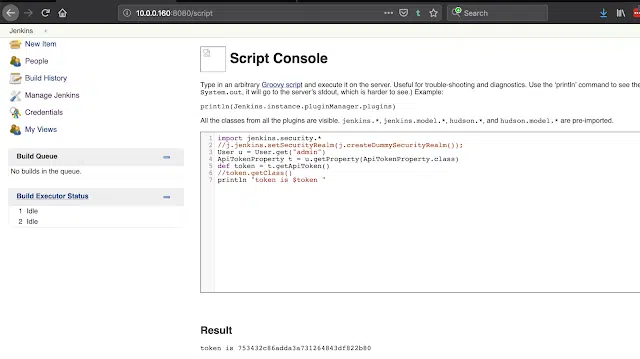 10.0.0.160:8080/script
Search
Jenkins
New Item
People
Build History
Manage Jenkins
Credentials
My Views
Build Queue
No builds in the queue.
Build Executor Status
1 Idle
2 Idle
Script Console
Type in an arbitrary Groovy script and execute it on the server. Useful for trouble-shooting and diagnostics. Use the 'println' command to see the
System.out, it will go to the server's stdout, which is harder to see.) Example:
println(Jenkins.instance.pluginManager.plugins)
All the classes from all the plugins are visible. jenkins.*, jenkins.model.*, hudson.*, and hudson.model.* are pre-imported.
1 import jenkins.security.*
2 //j.jenkins.setSecurityRealm(j.createDummySecurityRealm());
3 User u = User.get("admin")
4 ApiTokenProperty t = u.getProperty(ApiTokenProperty.class)
5 def token = t.getApiToken()
6 //token.getClass()
7 println "token is $token "
Result
token is 753432c86adda3a731264843df822b80